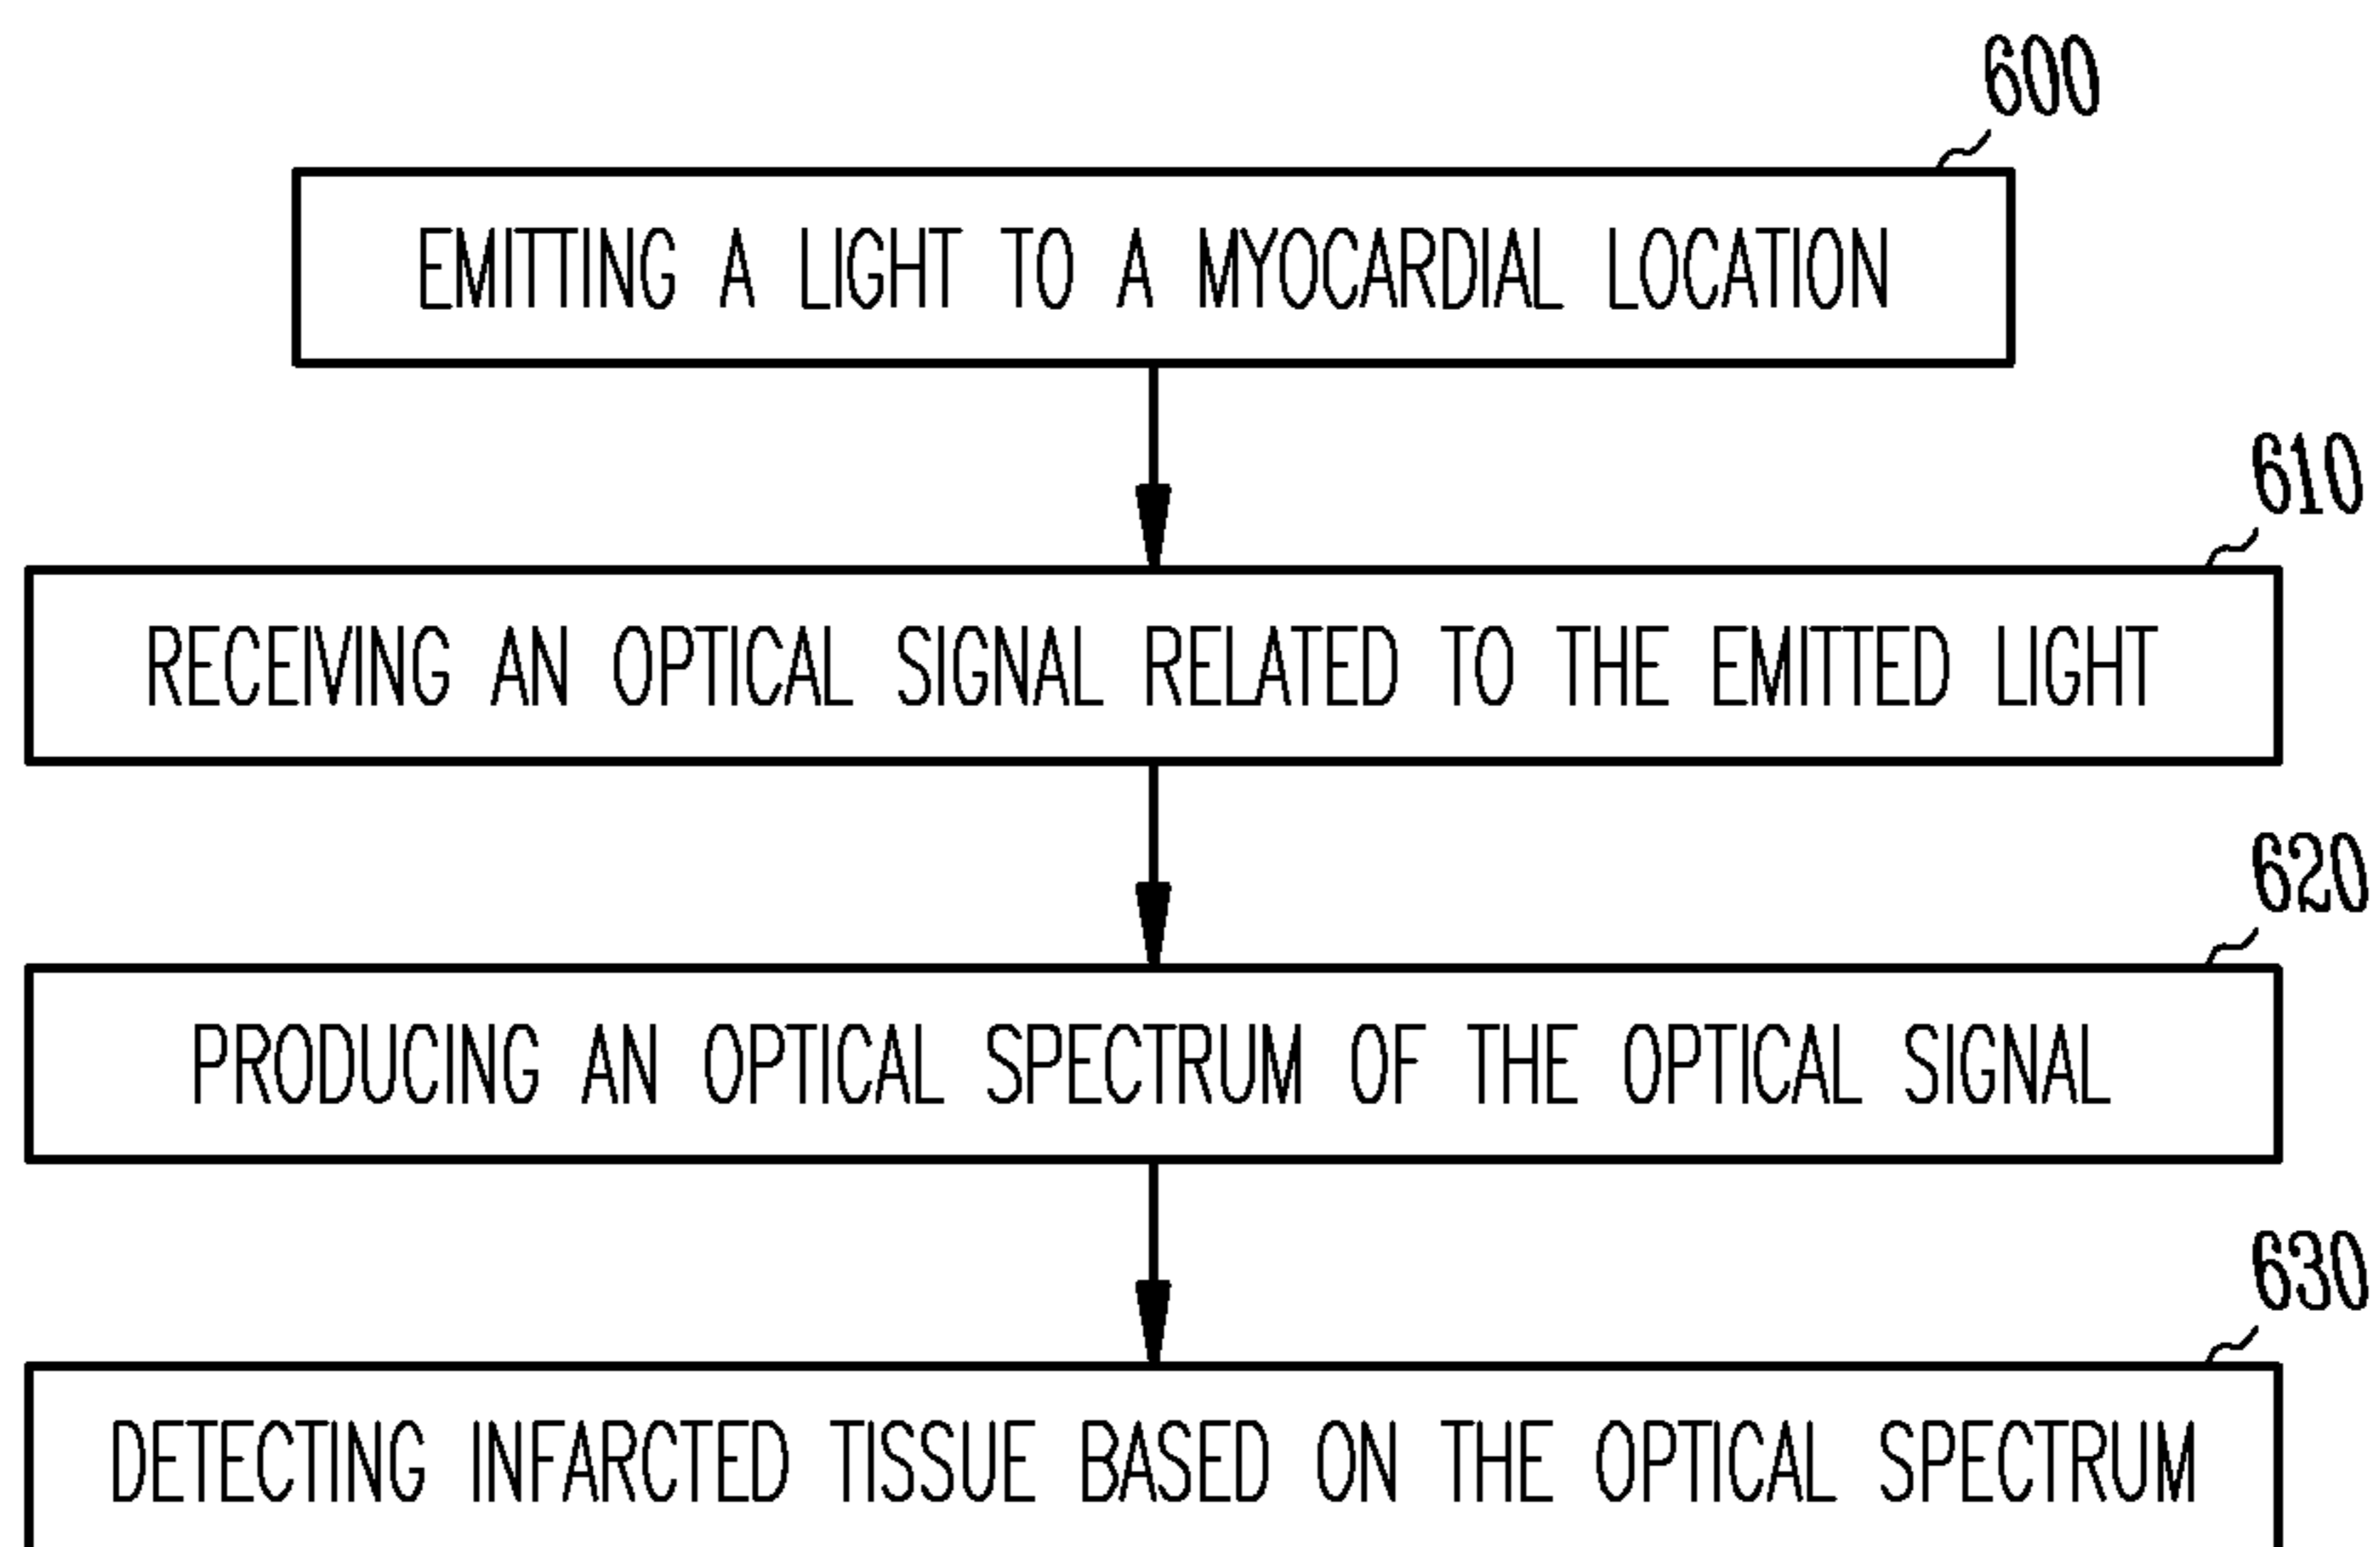 600
EMITTING A LIGHT TO A MYOCARDIAL LOCATION
610
RECEIVING AN OPTICAL SIGNAL RELATED TO THE EMITTED LIGHT
620
PRODUCING AN OPTICAL SPECTRUM OF THE OPTICAL SIGNAL
630
DETECTING INFARCTED TISSUE BASED ON THE OPTICAL SPECTRUM